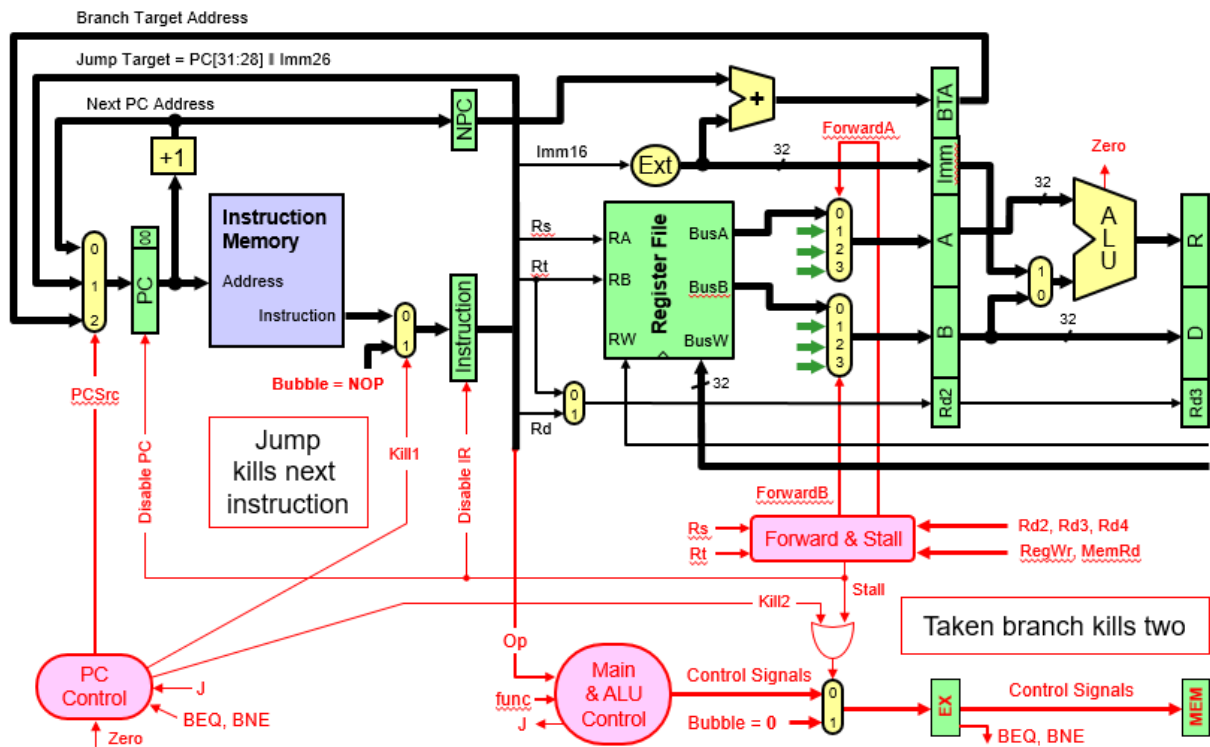 Branch Target Address
Jump Target = PC[31:28] ‖ Imm26
Next PC Address
NPC
BTA
+
+1
Imm16
Ext
32
Imm
ForwardA
Zero
32
A
L
U
R
Instruction
Memory
Address
Instruction
PC
00
0
1
2
Rs
Rt
RA
RB
RW
Register File
BusA
BusB
BusW
0
1
2
3
0
1
2
3
A
B
1
0
32
D
32
0
1
Instruction
Bubble = NOP
Rd
0
1
Rd2
Rd3
PCSrc
Disable PC
Jump
kills next
instruction
Kill1
Disable IR
ForwardB
Rs
Rt
Forward & Stall
Rd2, Rd3, Rd4
RegWr, MemRd
Stall
Kill2
Taken branch kills two
Op
PC
Control
J
BEQ, BNE
Zero
func
J
Main
& ALU
Control
Control Signals
Bubble = 0
0
1
EX
Control Signals
MEM
BEQ, BNE